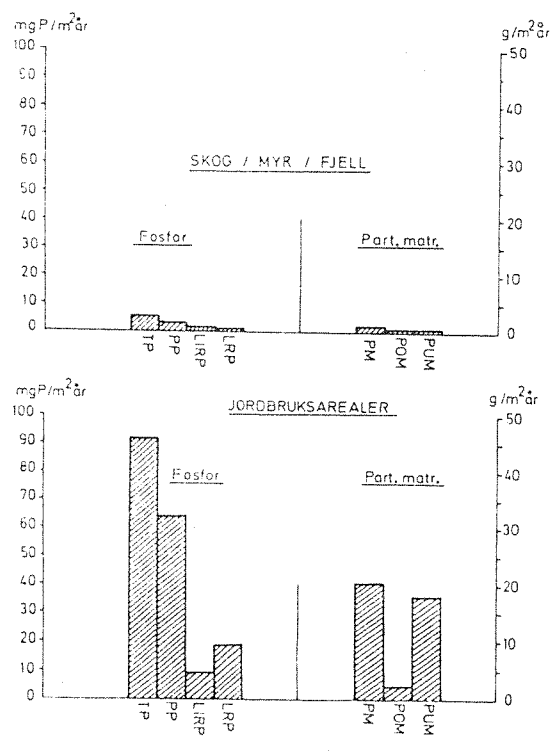 mgP/m²år
g/m²år
100
90
80
70
60
50
40
30
20
10
0
50
40
30
20
10
0
SKOG / MYR / FJELL
Fosfor
Part. matr.
TP
PP
LIRP
LRP
PM
POM
PUM
mgP/m²år
g/m²år
JORDBRUKSAREALER
100
90
80
70
60
50
40
30
20
10
0
50
40
30
20
10
0
Fosfor
Part. matr.
TP
PP
LIRP
LRP
PM
POM
PUM